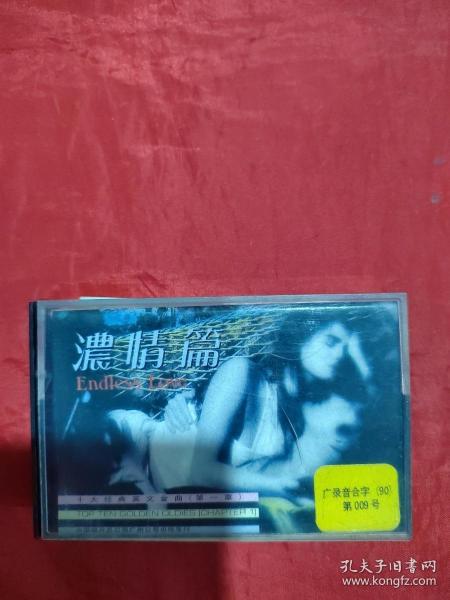 濃情篇
Endless Love
十大经典英文金曲(第一章)
TOP TEN GOLDEN OLDIES [CHAPTER 1]
广录音合字(90)
第009号
孔夫子旧书网
www.kongfz.com